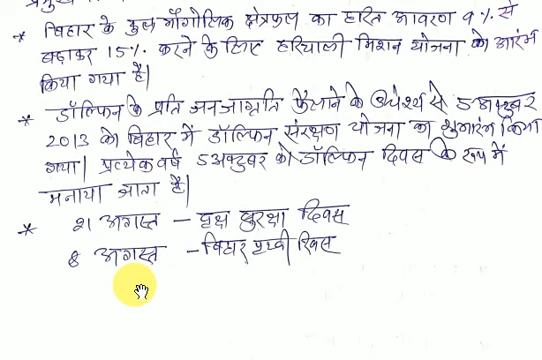 प्रमुख
* बिहार के कुल भौगोलिक क्षेत्रफल का हरित आवरण 9 % से
बढ़ाकर 15 % करने के लिए हरियाली मिशन योजना को आरंभ
किया गया है।
* डॉल्फिन के प्रति जनजागृति फैलाने के उद्देश्य से 5 अक्टूबर
2013 को बिहार में डॉल्फिन संरक्षण योजना का शुभारंभ किया
गया। प्रत्येक वर्ष 5 अक्टूबर को डॉल्फिन दिवस के रूप में
मनाया जाता है।
* 21 अगस्त – वृक्ष सुरक्षा दिवस
8 अगस्त – बिहार पृथ्वी दिवस